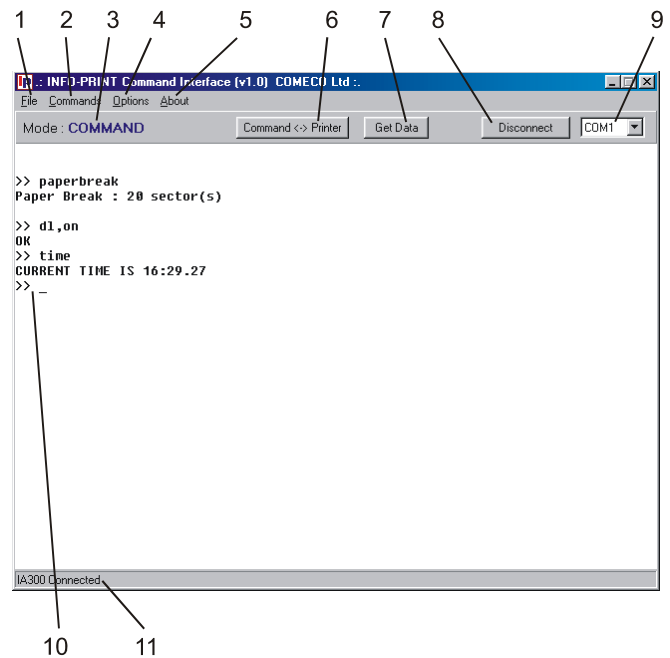 1 2 3 4 5 6 7 8 9
.: INFO-PRINT Command Interface (v1.0) COMECO Ltd :.
File Commands Options About
Mode : COMMAND Command <-> Printer Get Data Disconnect COM1
>> paperbreak
Paper Break : 20 sector(s)
>> dl,on
OK
>> time
CURRENT TIME IS 16:29.27
>> _
IA300 Connected
10 11